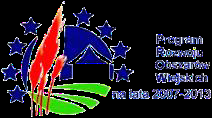 Program
Rozwoju
Obszarów
Wiejskich
na lata 2007-2013